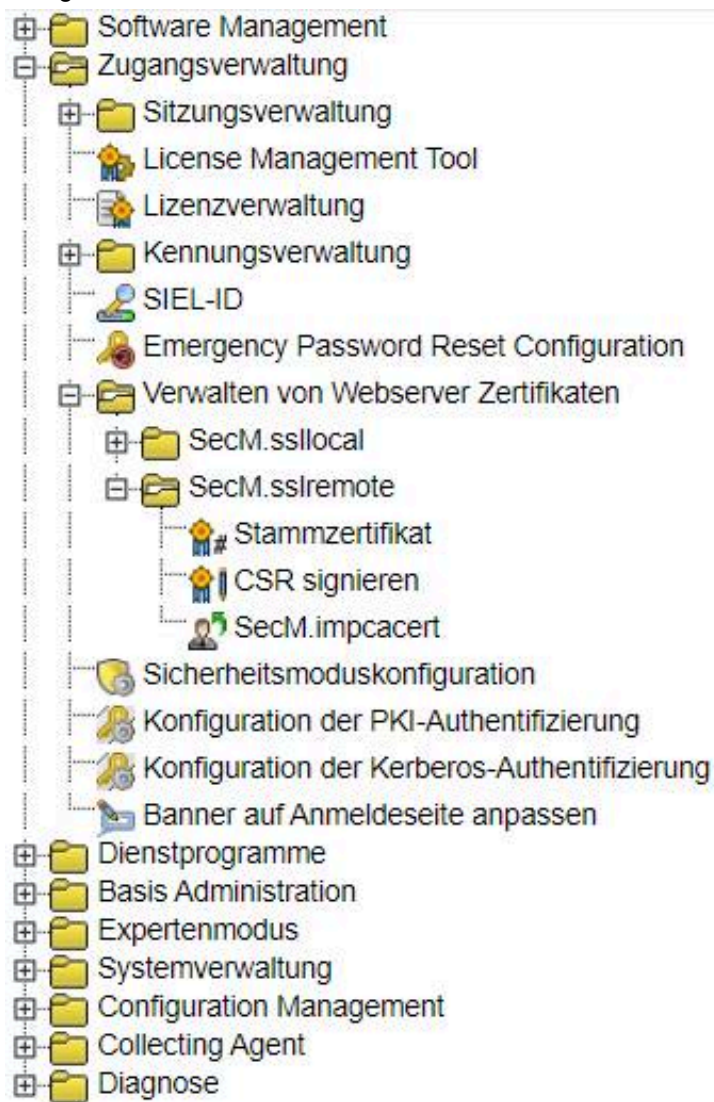 Software Management
Zugangsverwaltung
Sitzungsverwaltung
License Management Tool
Lizenzverwaltung
Kennungsverwaltung
SIEL-ID
Emergency Password Reset Configuration
Verwalten von Webserver Zertifikaten
SecM.ssllocal
SecM.sslremote
Stammzertifikat
CSR signieren
SecM.impcacert
Sicherheitsmoduskonfiguration
Konfiguration der PKI-Authentifizierung
Konfiguration der Kerberos-Authentifizierung
Banner auf Anmeldeseite anpassen
Dienstprogramme
Basis Administration
Expertenmodus
Systemverwaltung
Configuration Management
Collecting Agent
Diagnose